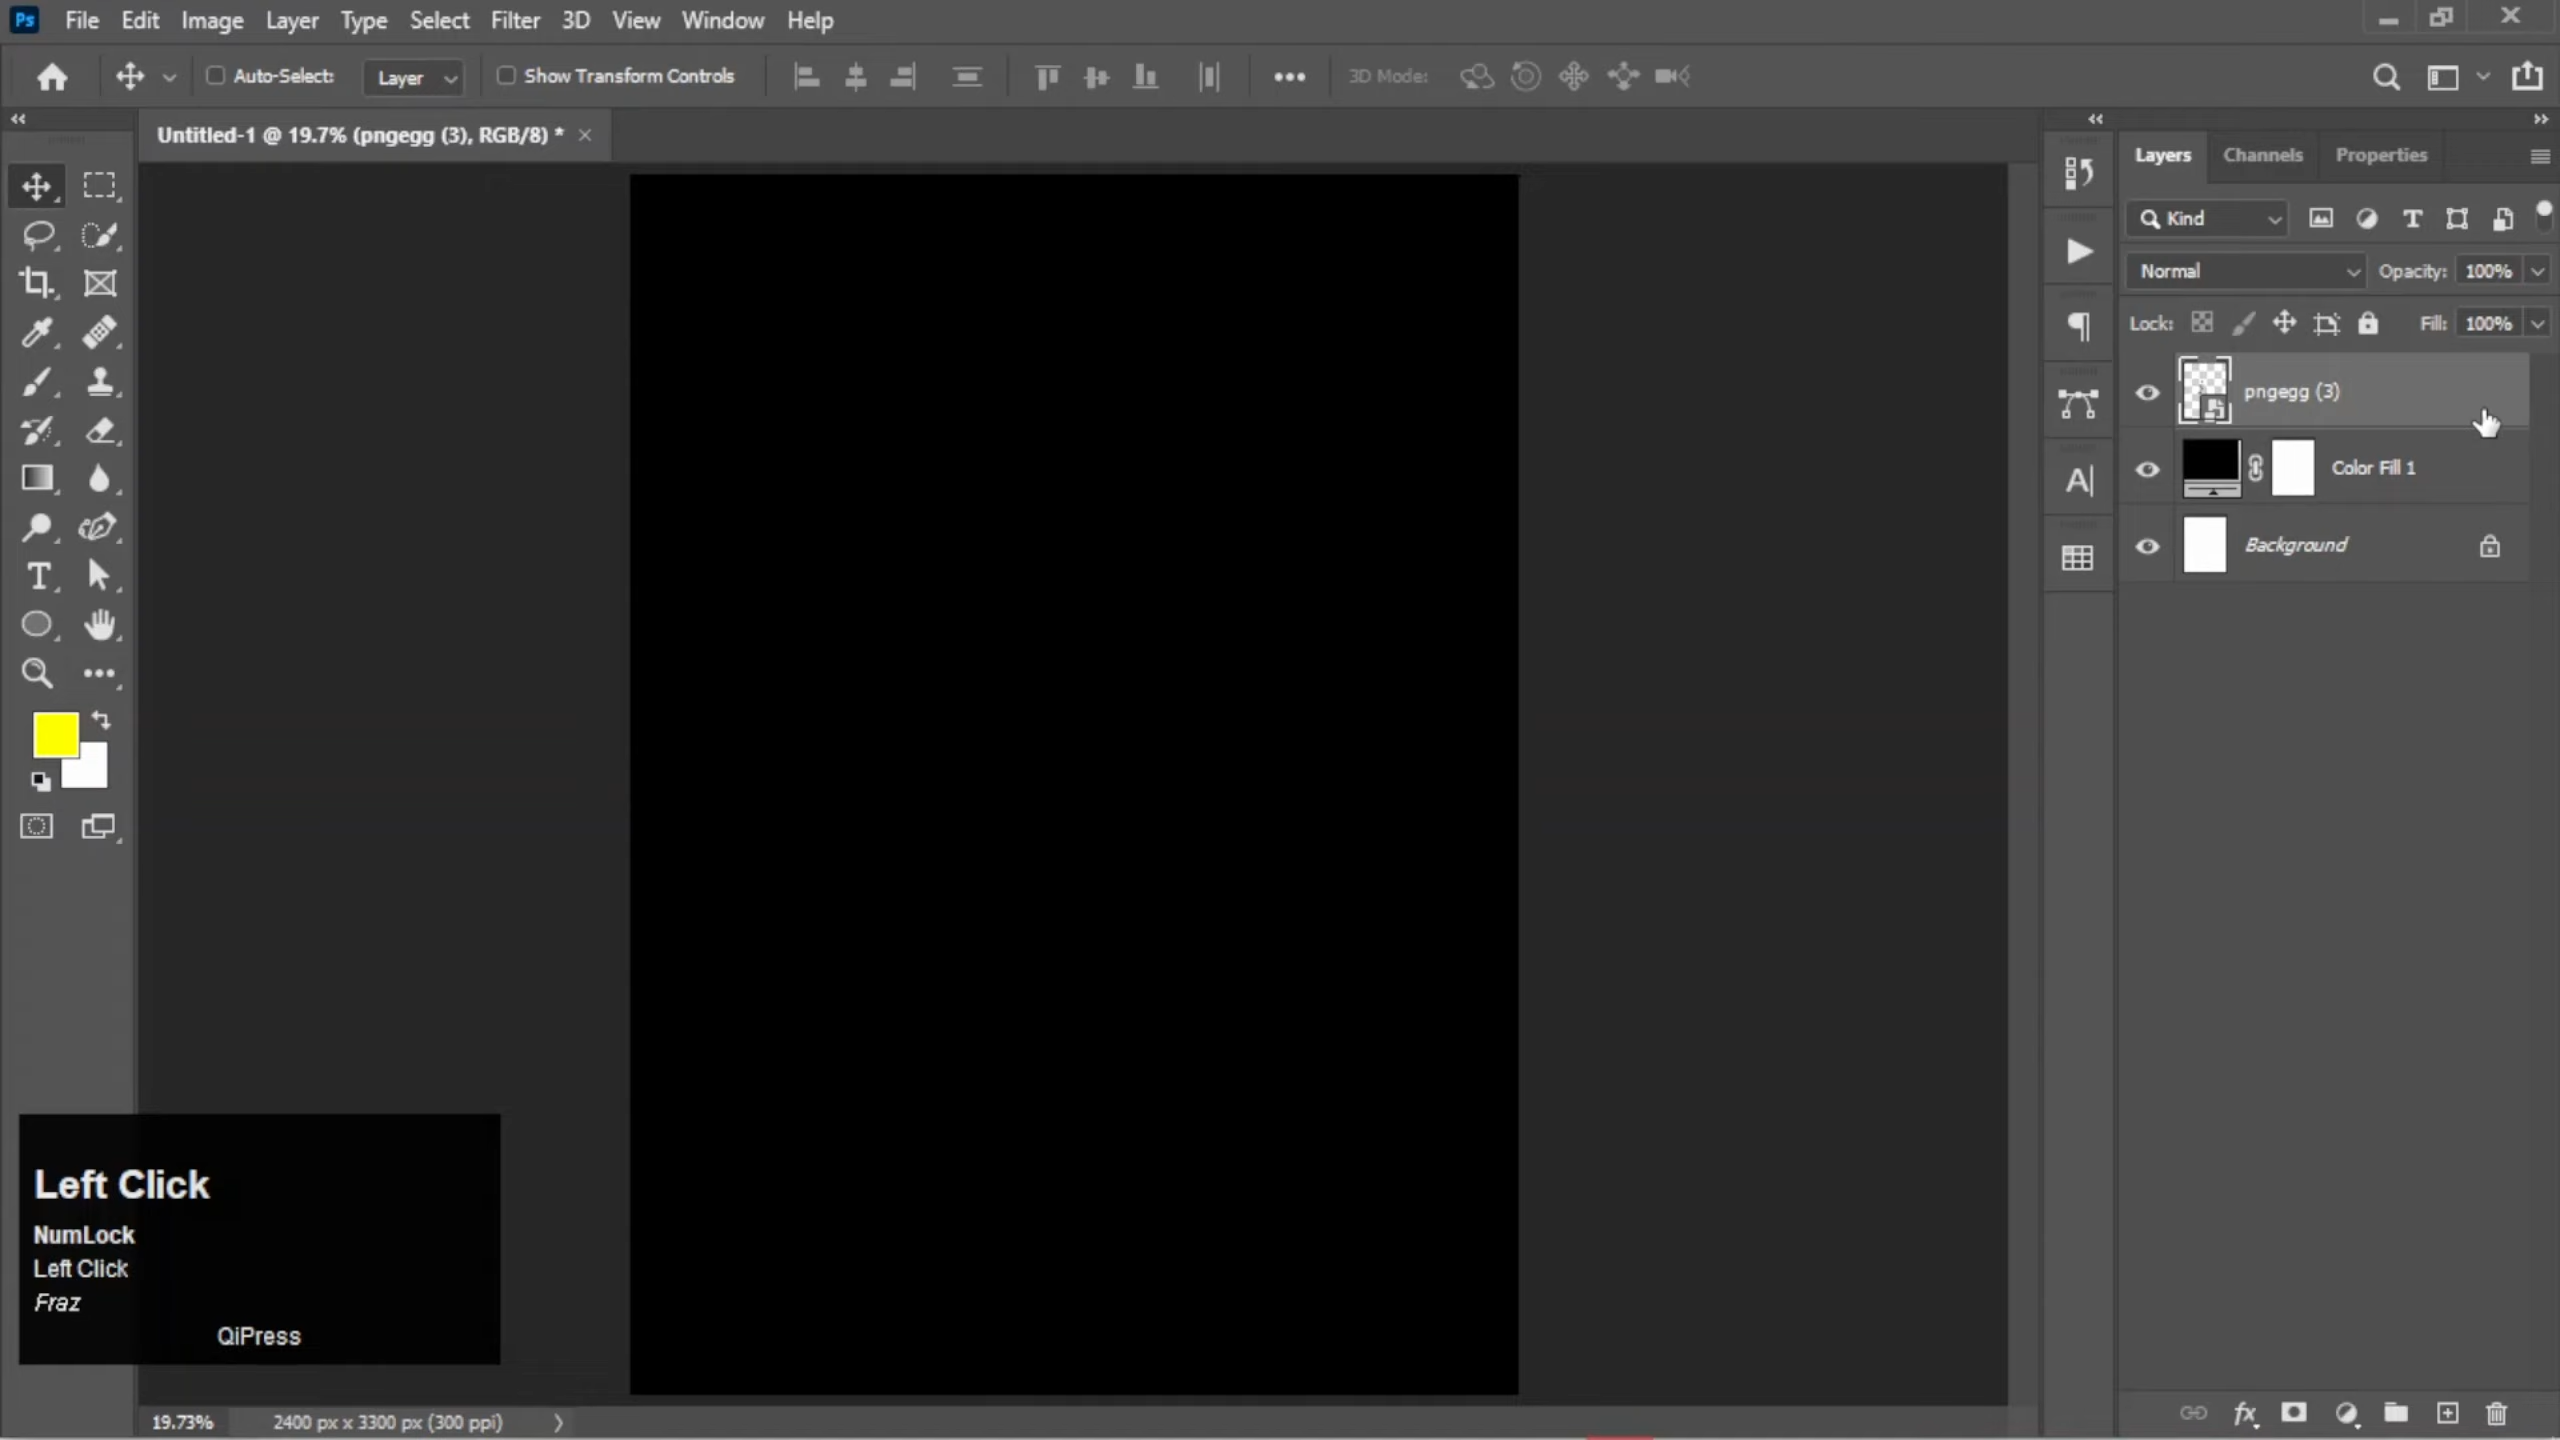 Ps File Edit Image Layer Type Select Filter 3D View Window Help
Auto-Select: Layer Show Transform Controls 3D Mode:
Untitled-1 @ 19.7% (pngegg (3), RGB/8) *
Layers Channels Properties
Kind
Normal Opacity: 100%
Lock: Fill: 100%
pngegg (3)
Color Fill 1
Background
Left Click
NumLock
Left Click
Fraz
QiPress
19.73% 2400 px x 3300 px (300 ppi)